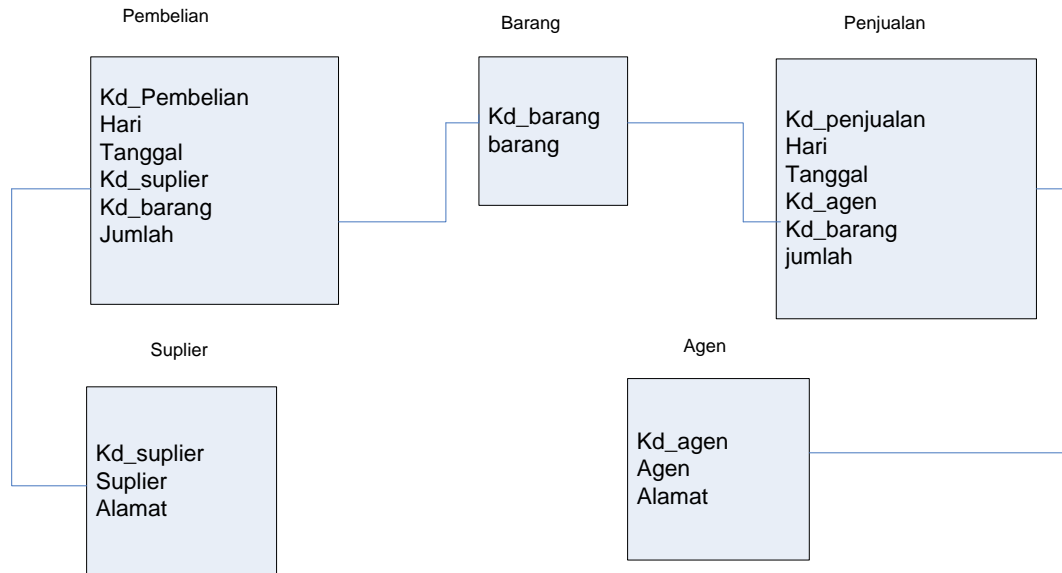 Pembelian
Kd_Pembelian
Hari
Tanggal
Kd_suplier
Kd_barang
Jumlah
Barang
Kd_barang
barang
Penjualan
Kd_penjualan
Hari
Tanggal
Kd_agen
Kd_barang
jumlah
Suplier
Kd_suplier
Suplier
Alamat
Agen
Kd_agen
Agen
Alamat